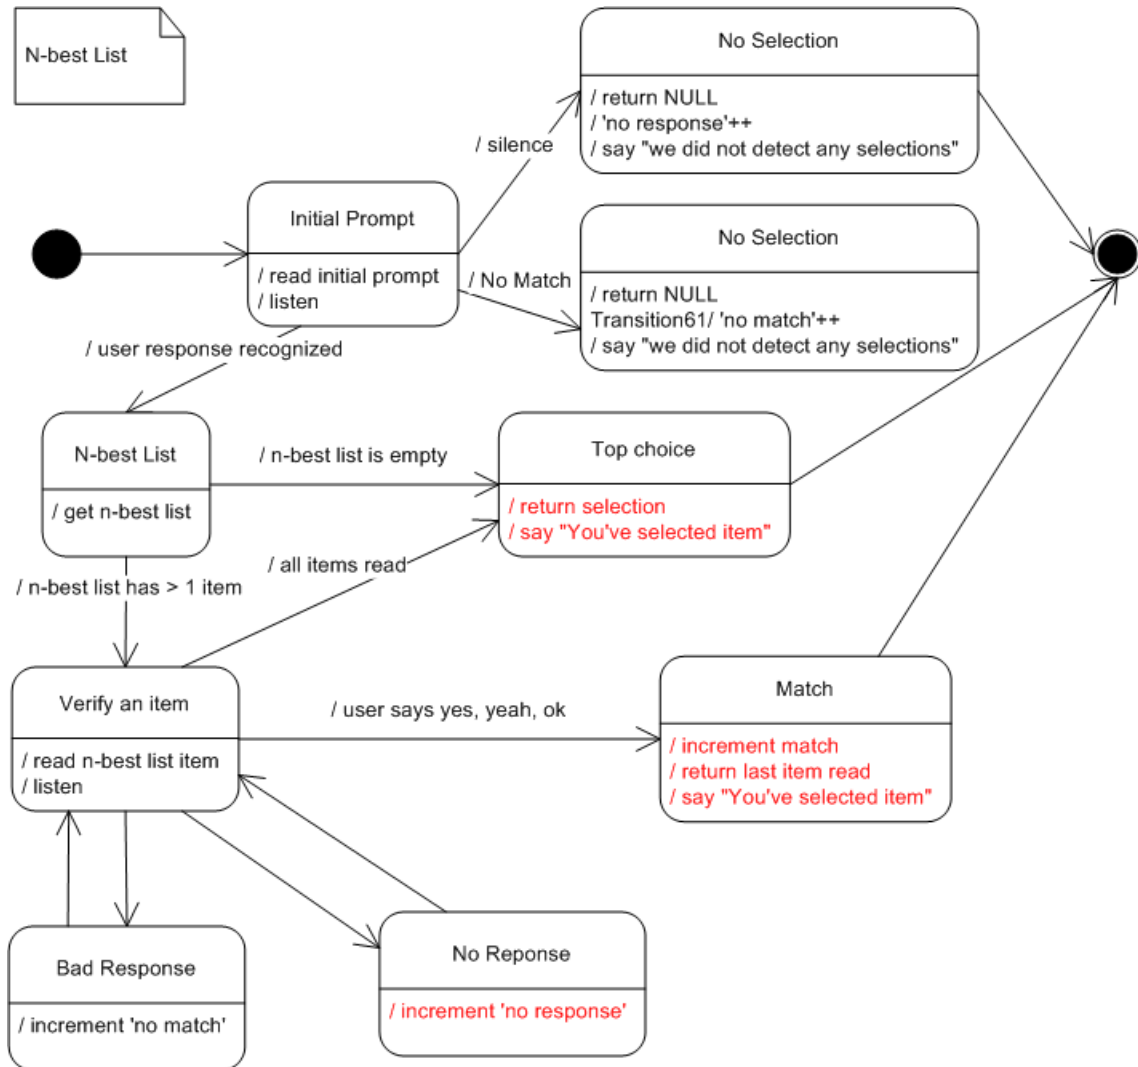 N-best List
No Selection
/ return NULL
/ 'no response'++
/ say "we did not detect any selections"
/ silence
Initial Prompt
/ read initial prompt
/ listen
No Selection
/ No Match
/ return NULL
Transition61/ 'no match'++
/ say "we did not detect any selections"
/ user response recognized
N-best List
/ get n-best list
/ n-best list is empty
Top choice
/ return selection
/ say "You've selected item"
/ all items read
/ n-best list has > 1 item
Verify an item
/ read n-best list item
/ listen
/ user says yes, yeah, ok
Match
/ increment match
/ return last item read
/ say "You've selected item"
Bad Response
/ increment 'no match'
No Reponse
/ increment 'no response'